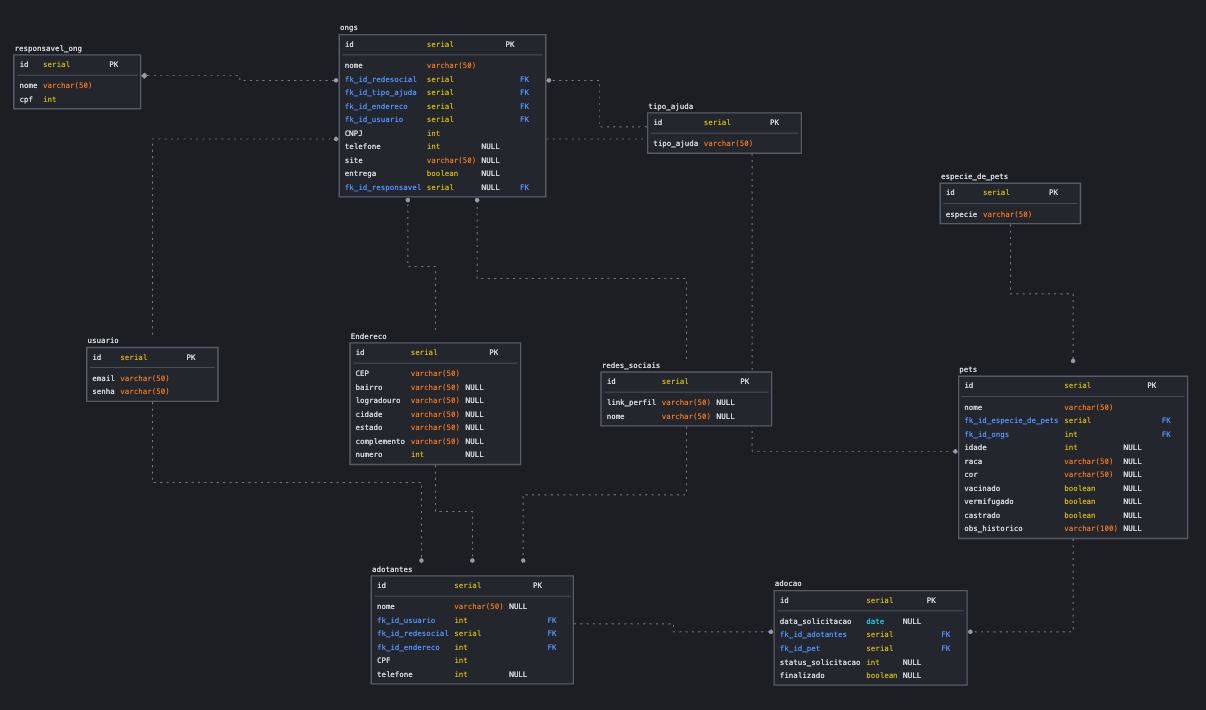 responsavel_ong
id serial PK
nome varchar(50)
cpf int
ongs
id serial PK
nome varchar(50)
fk_id_redesocial serial FK
fk_id_tipo_ajuda serial FK
fk_id_endereco serial FK
fk_id_usuario serial FK
CNPJ int
telefone int NULL
site varchar(50) NULL
entrega boolean NULL
fk_id_responsavel serial NULL FK
tipo_ajuda
id serial PK
tipo_ajuda varchar(50)
especie_de_pets
id serial PK
especie varchar(50)
usuario
id serial PK
email varchar(50)
senha varchar(50)
Endereco
id serial PK
CEP varchar(50)
bairro varchar(50) NULL
logradouro varchar(50) NULL
cidade varchar(50) NULL
estado varchar(50) NULL
complemento varchar(50) NULL
numero int NULL
redes_sociais
id serial PK
link_perfil varchar(50) NULL
nome varchar(50) NULL
pets
id serial PK
nome varchar(50)
fk_id_especie_de_pets serial FK
fk_id_ongs int FK
idade int NULL
raca varchar(50) NULL
cor varchar(50) NULL
vacinado boolean NULL
vermifugado boolean NULL
castrado boolean NULL
obs_historico varchar(100) NULL
adotantes
id serial PK
nome varchar(50) NULL
fk_id_usuario int FK
fk_id_redesocial serial FK
fk_id_endereco int FK
CPF int
telefone int NULL
adocao
id serial PK
data_solicitacao date NULL
fk_id_adotantes serial FK
fk_id_pet serial FK
status_solicitacao int NULL
finalizado boolean NULL